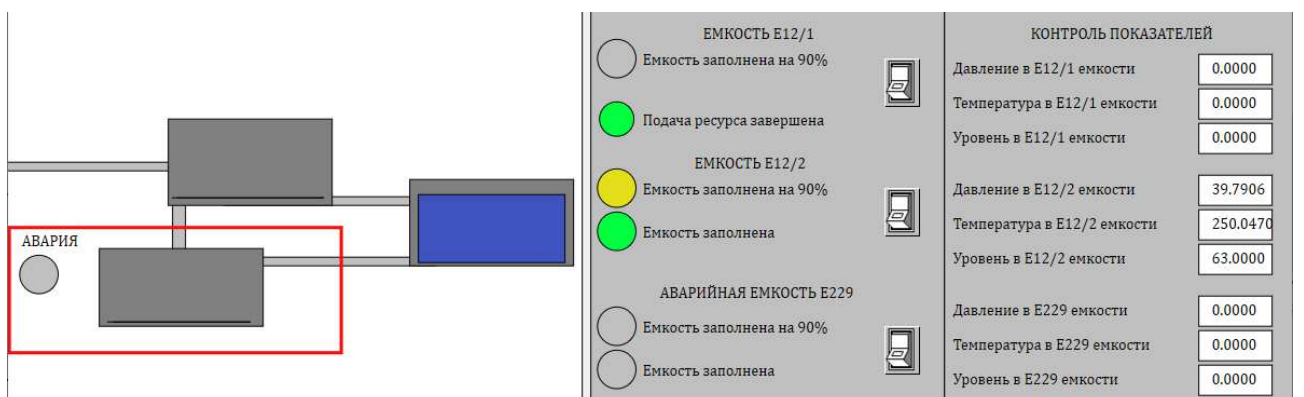 АВАРИЯ
ЕМКОСТЬ Е12/1
Емкость заполнена на 90%
Подача ресурса завершена
ЕМКОСТЬ Е12/2
Емкость заполнена на 90%
Емкость заполнена
АВАРИЙНАЯ ЕМКОСТЬ Е229
Емкость заполнена на 90%
Емкость заполнена
КОНТРОЛЬ ПОКАЗАТЕЛЕЙ
Давление в Е12/1 емкости 0.0000
Температура в Е12/1 емкости 0.0000
Уровень в Е12/1 емкости 0.0000
Давление в Е12/2 емкости 39.7906
Температура в Е12/2 емкости 250.0470
Уровень в Е12/2 емкости 63.0000
Давление в Е229 емкости 0.0000
Температура в Е229 емкости 0.0000
Уровень в Е229 емкости 0.0000